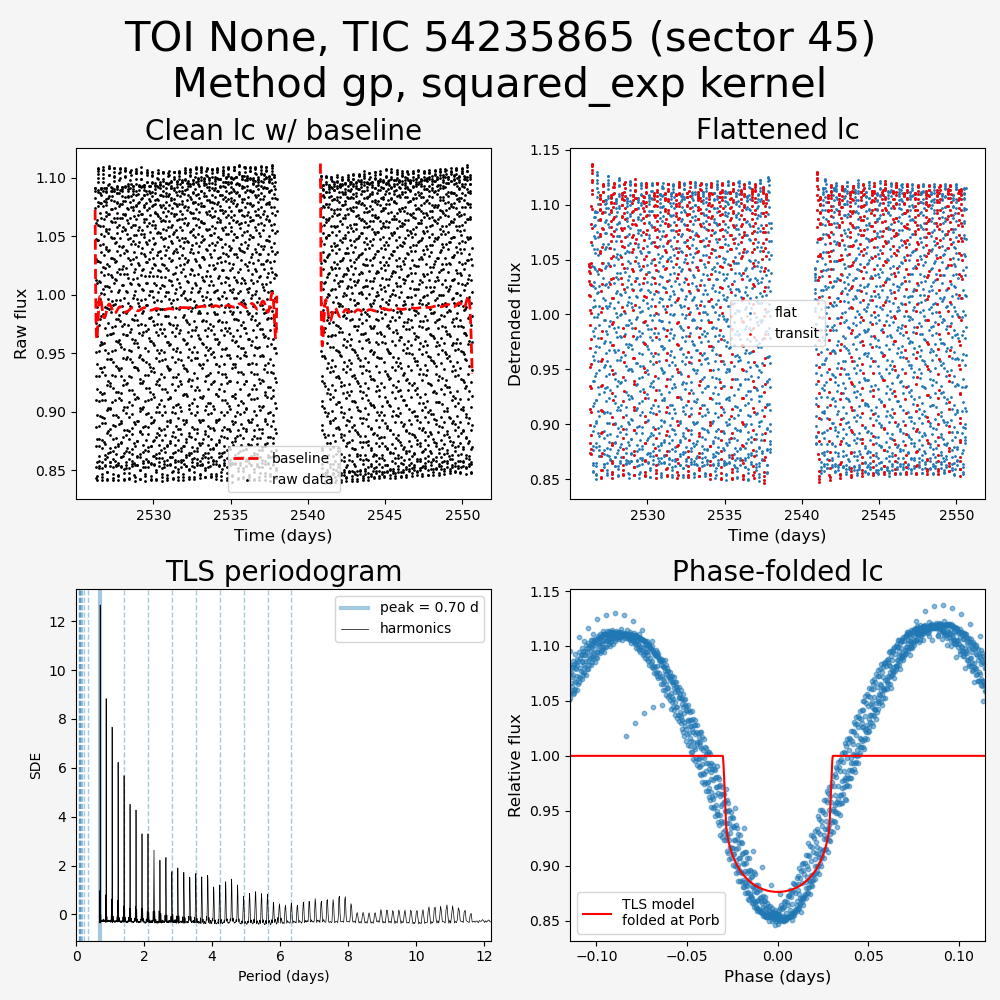 TOI None, TIC 54235865 (sector 45)
Method gp, squared_exp kernel
Clean lc w/ baseline
Raw flux
1.10
1.05
1.00
0.95
0.90
0.85
baseline
raw data
2530
2535
2540
2545
2550
Time (days)
Flattened lc
Detrended flux
1.15
1.10
1.05
1.00
0.95
0.90
0.85
flat
transit
2530
2535
2540
2545
2550
Time (days)
TLS periodogram
SDE
12
10
8
6
4
2
0
peak = 0.70 d
harmonics
0
2
4
6
8
10
12
Period (days)
Phase-folded lc
Relative flux
1.15
1.10
1.05
1.00
0.95
0.90
0.85
TLS model
folded at Porb
−0.10
−0.05
0.00
0.05
0.10
Phase (days)